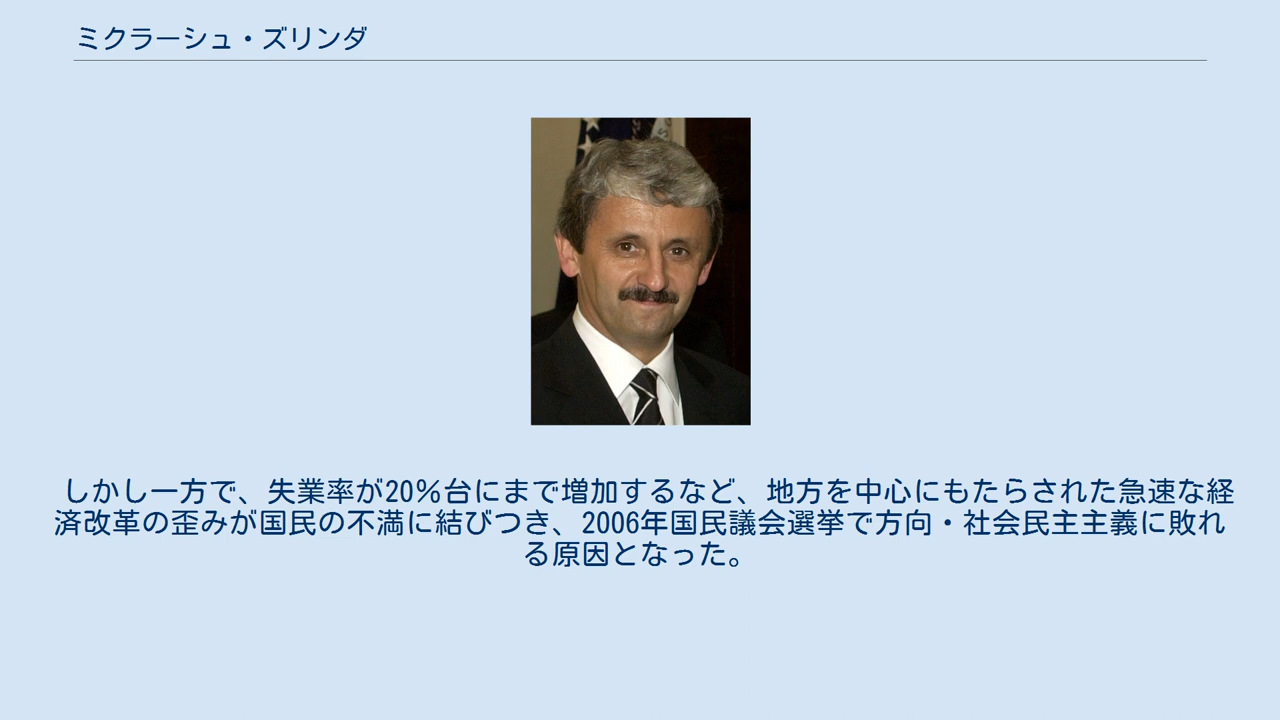 ミクラーシュ・ズリンダ
しかし一方で、失業率が20％台にまで増加するなど、地方を中心にもたらされた急速な経
済改革の歪みが国民の不満に結びつき、2006年国民議会選挙で方向・社会民主主義に敗れ
る原因となった。